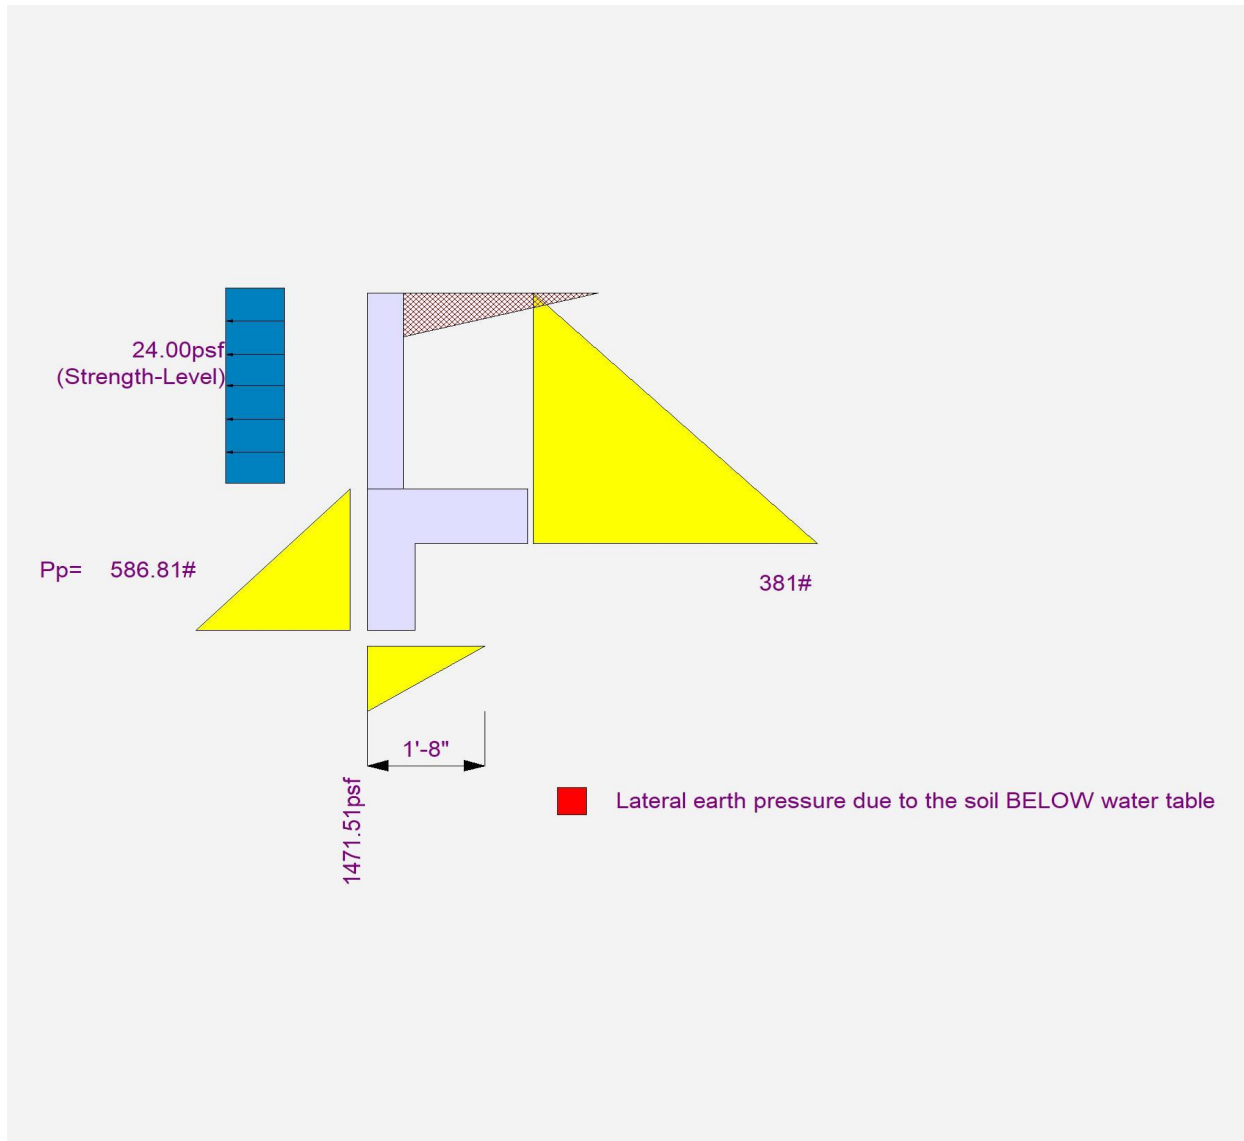 24.00psf
(Strength-Level)
Pp= 586.81#
381#
1'-8"
1471.51psf
Lateral earth pressure due to the soil BELOW water table